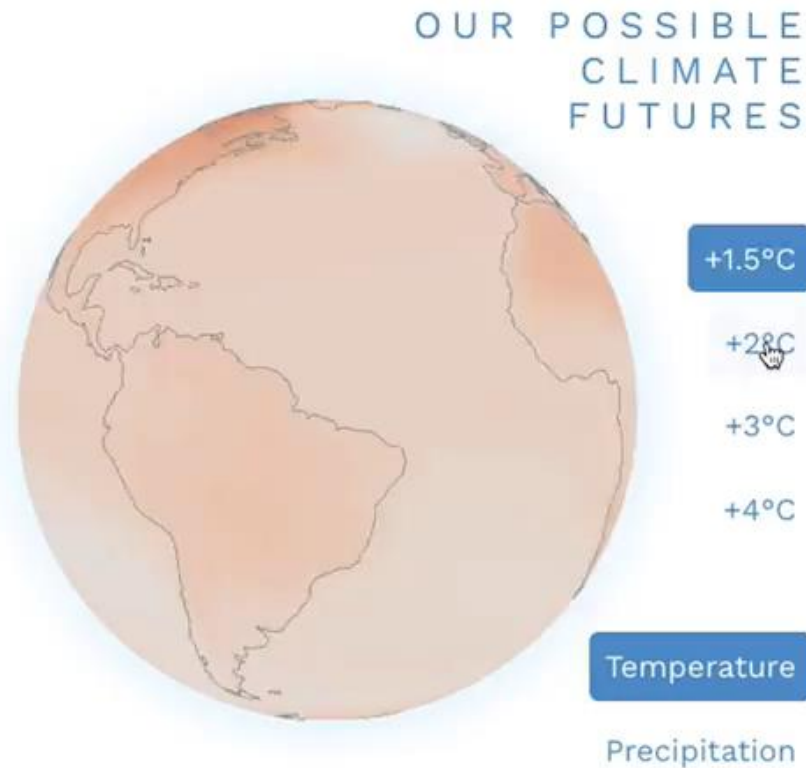 OUR POSSIBLE
CLIMATE
FUTURES
+1.5°C
+2°C
+3°C
+4°C
Temperature
Precipitation